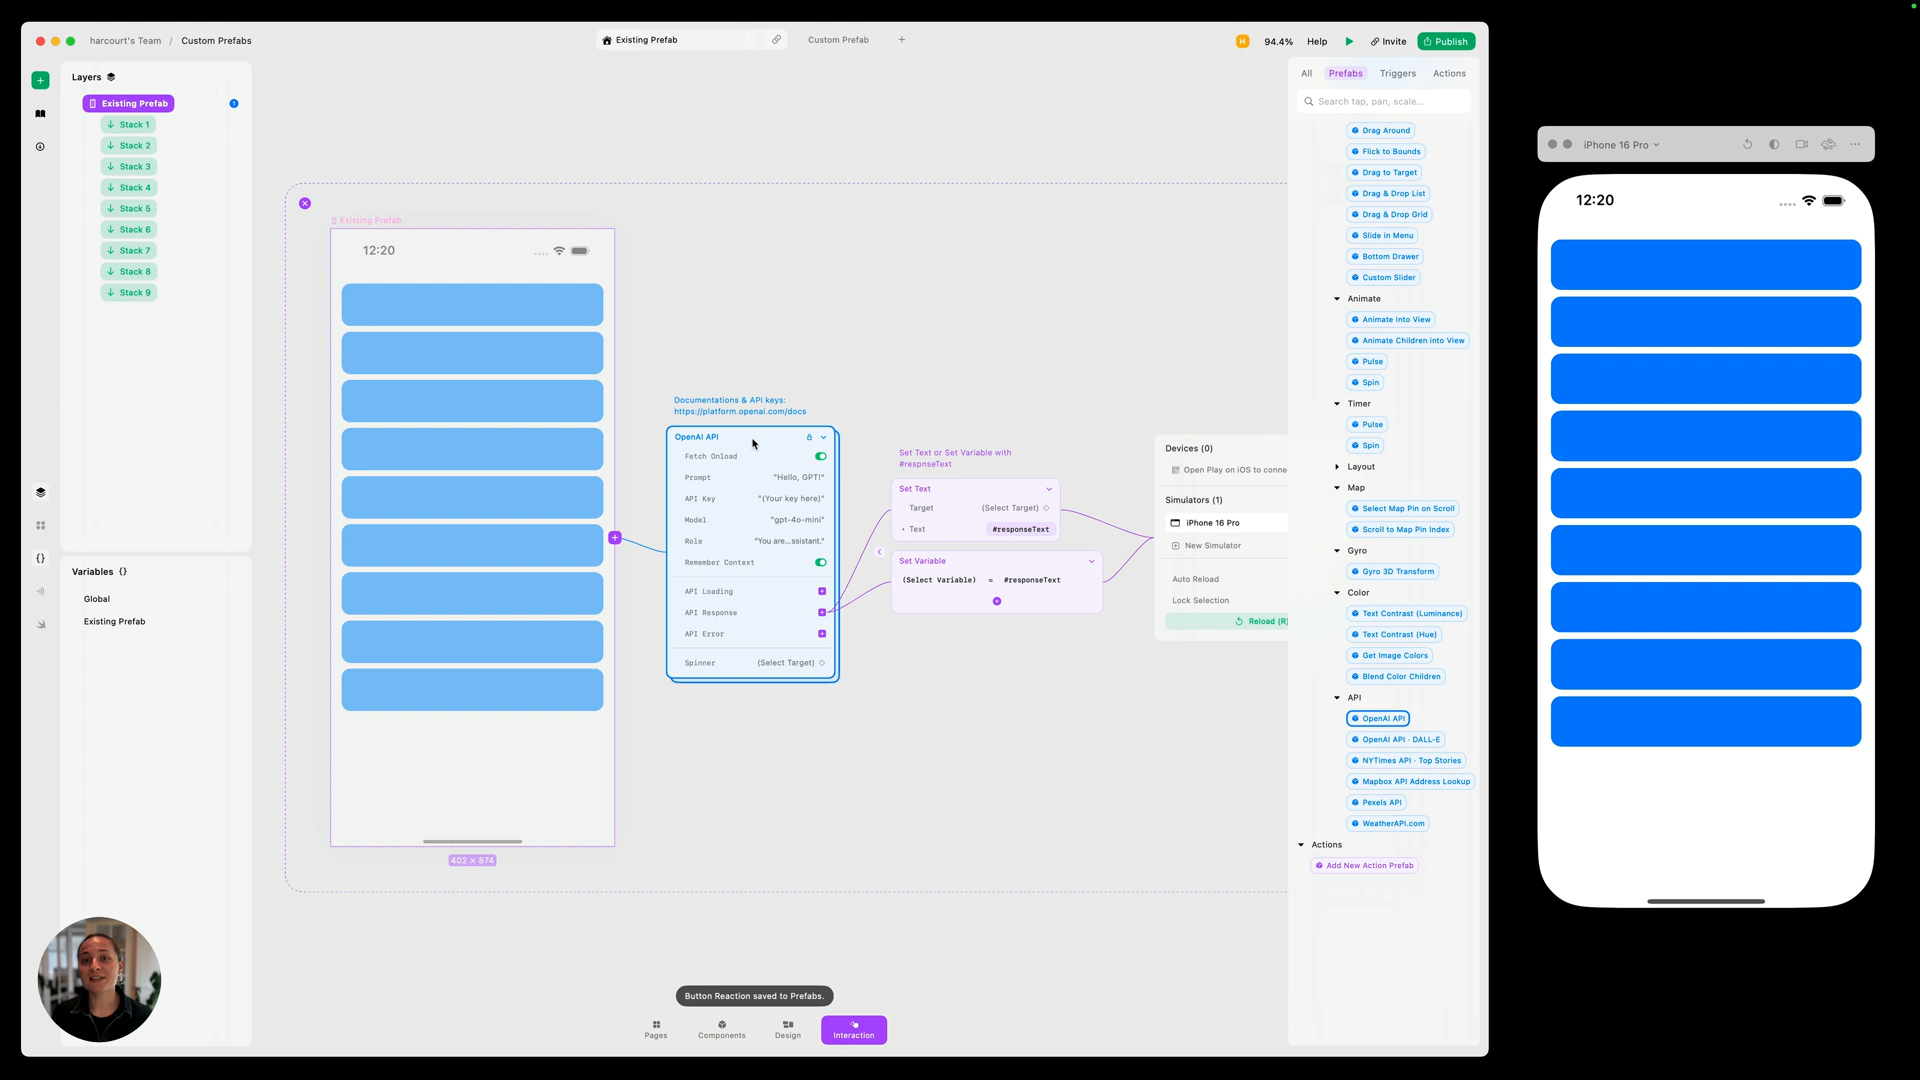 harcourt's Team / Custom Prefabs
Existing Prefab
Custom Prefab
H
94.4%
Help
Invite
Publish
Layers
Existing Prefab
1
Stack 1
Stack 2
Stack 3
Stack 4
Stack 5
Stack 6
Stack 7
Stack 8
Stack 9
Variables {}
Global
Existing Prefab
Existing Prefab
12:20
402 × 874
Documentations & API keys:
https://platform.openai.com/docs
OpenAI API
Fetch Onload
Prompt "Hello, GPT!"
API Key "(Your key here)"
Model "gpt-4o-mini"
Role "You are...ssistant."
Remember Context
API Loading
API Response
API Error
Spinner (Select Target)
Set Text or Set Variable with
#respnseText
Set Text
Target (Select Target)
Text #responseText
Set Variable
(Select Variable) = #responseText
Devices (0)
Open Play on iOS to conne
Simulators (1)
iPhone 16 Pro
New Simulator
Auto Reload
Lock Selection
Reload (R)
Button Reaction saved to Prefabs.
Pages
Components
Design
Interaction
All
Prefabs
Triggers
Actions
Search tap, pan, scale...
Drag Around
Flick to Bounds
Drag to Target
Drag & Drop List
Drag & Drop Grid
Slide in Menu
Bottom Drawer
Custom Slider
Animate
Animate into View
Animate Children into View
Pulse
Spin
Timer
Pulse
Spin
Layout
Map
Select Map Pin on Scroll
Scroll to Map Pin Index
Gyro
Gyro 3D Transform
Color
Text Contrast (Luminance)
Text Contrast (Hue)
Get Image Colors
Blend Color Children
API
OpenAI API
OpenAI API - DALL-E
NYTimes API - Top Stories
Mapbox API Address Lookup
Pexels API
WeatherAPI.com
Actions
Add New Action Prefab
iPhone 16 Pro
12:20